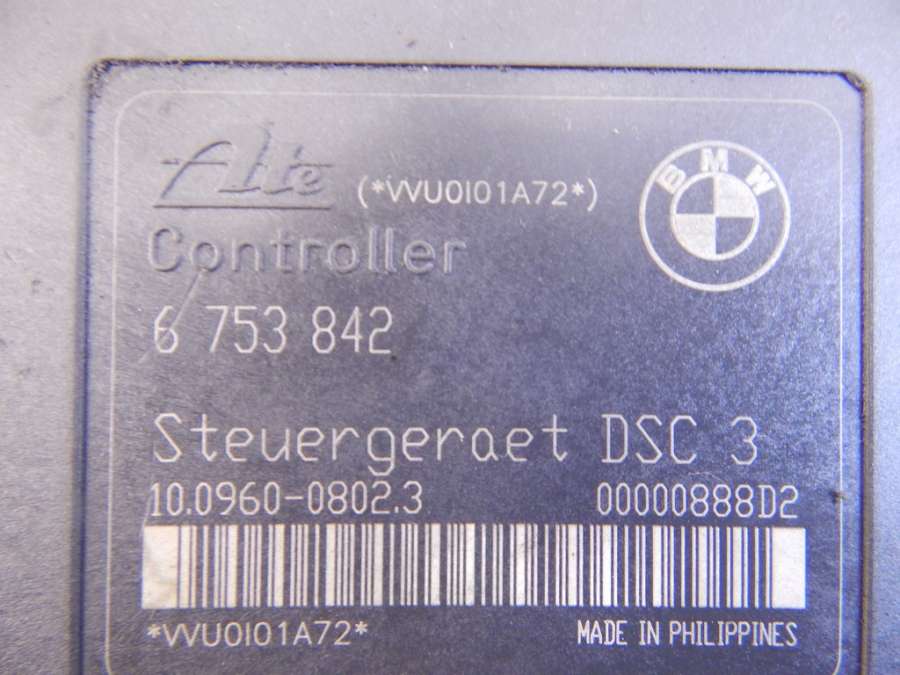 Ate (*VVU0I01A72*)
BMW
Controller
6 753 842
Steuergeraet DSC 3
10.0960-0802.3 00000888D2
*VVU0I01A72* MADE IN PHILIPPINES